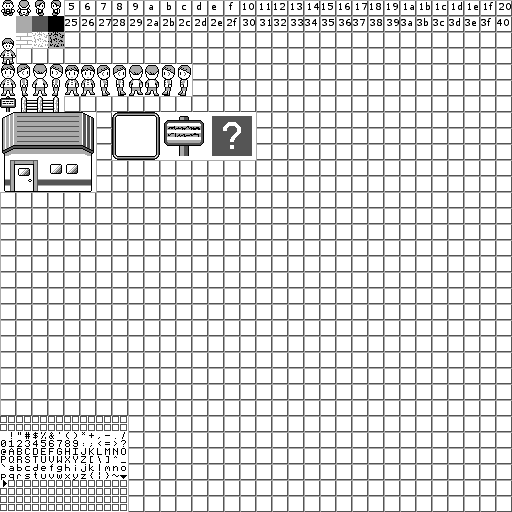 5 6 7 8 9 a b c d e f 10 11 12 13 14 15 16 17 18 19 1a 1b 1c 1d 1e 1f 20
25 26 27 28 29 2a 2b 2c 2d 2e 2f 30 31 32 33 34 35 36 37 38 39 3a 3b 3c 3d 3e 3f 40
?
!"#$%&'()*+,-./
0123456789:;<=>?
@ABCDEFGHIJKLMNO
PQRSTUVWXYZ[\]^_
`abcdefghijklmno
pqrstuvwxyz{|}~